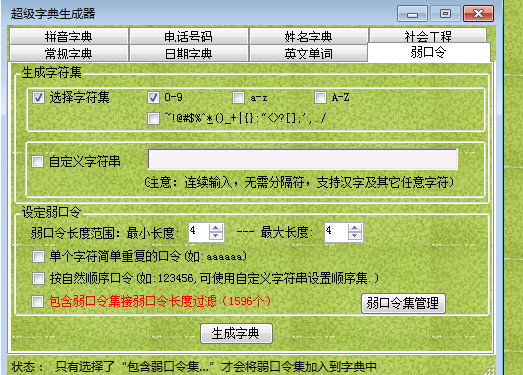 超级字典生成器
拼音字典 电话号码 姓名字典 社会工程
常规字典 日期字典 英文单词 弱口令
生成字符集
选择字符集 0-9 a-z A-Z
~!@#$%^&*()_+|{}:"<>?[];',./
自定义字符串
(注意: 连续输入，无需分隔符，支持汉字及其它任意字符)
设定弱口令
弱口令长度范围: 最小长度: 4 --- 最大长度: 4
单个字符简单重复的口令(如:aaaaaa)
按自然顺序口令(如:123456,可使用自定义字符串设置顺序集.)
包含弱口令集接弱口令长度过滤（1596个） 弱口令集管理
生成字典
状态： 只有选择了“包含弱口令集...”才会将弱口令集加入到字典中